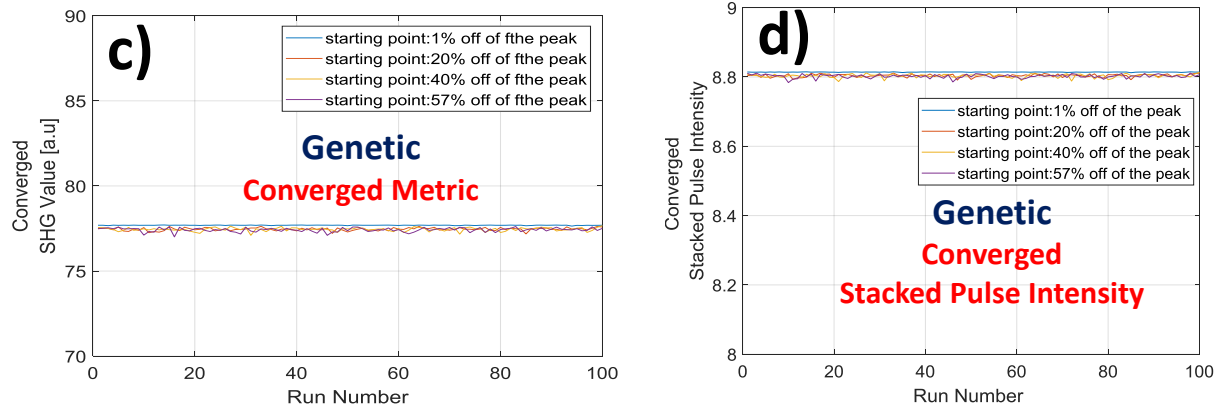 c)
90
85
80
75
70
0
20
40
60
80
100
Converged
SHG Value [a.u]
Run Number
starting point:1% off of fthe peak
starting point:20% off of fthe peak
starting point:40% off of fthe peak
starting point:57% off of fthe peak
Genetic
Converged Metric
d)
9
8.8
8.6
8.4
8.2
8
0
20
40
60
80
100
Converged
Stacked Pulse Intensity
Run Number
starting point:1% off of the peak
starting point:20% off of the peak
starting point:40% off of the peak
starting point:57% off of the peak
Genetic
Converged
Stacked Pulse Intensity